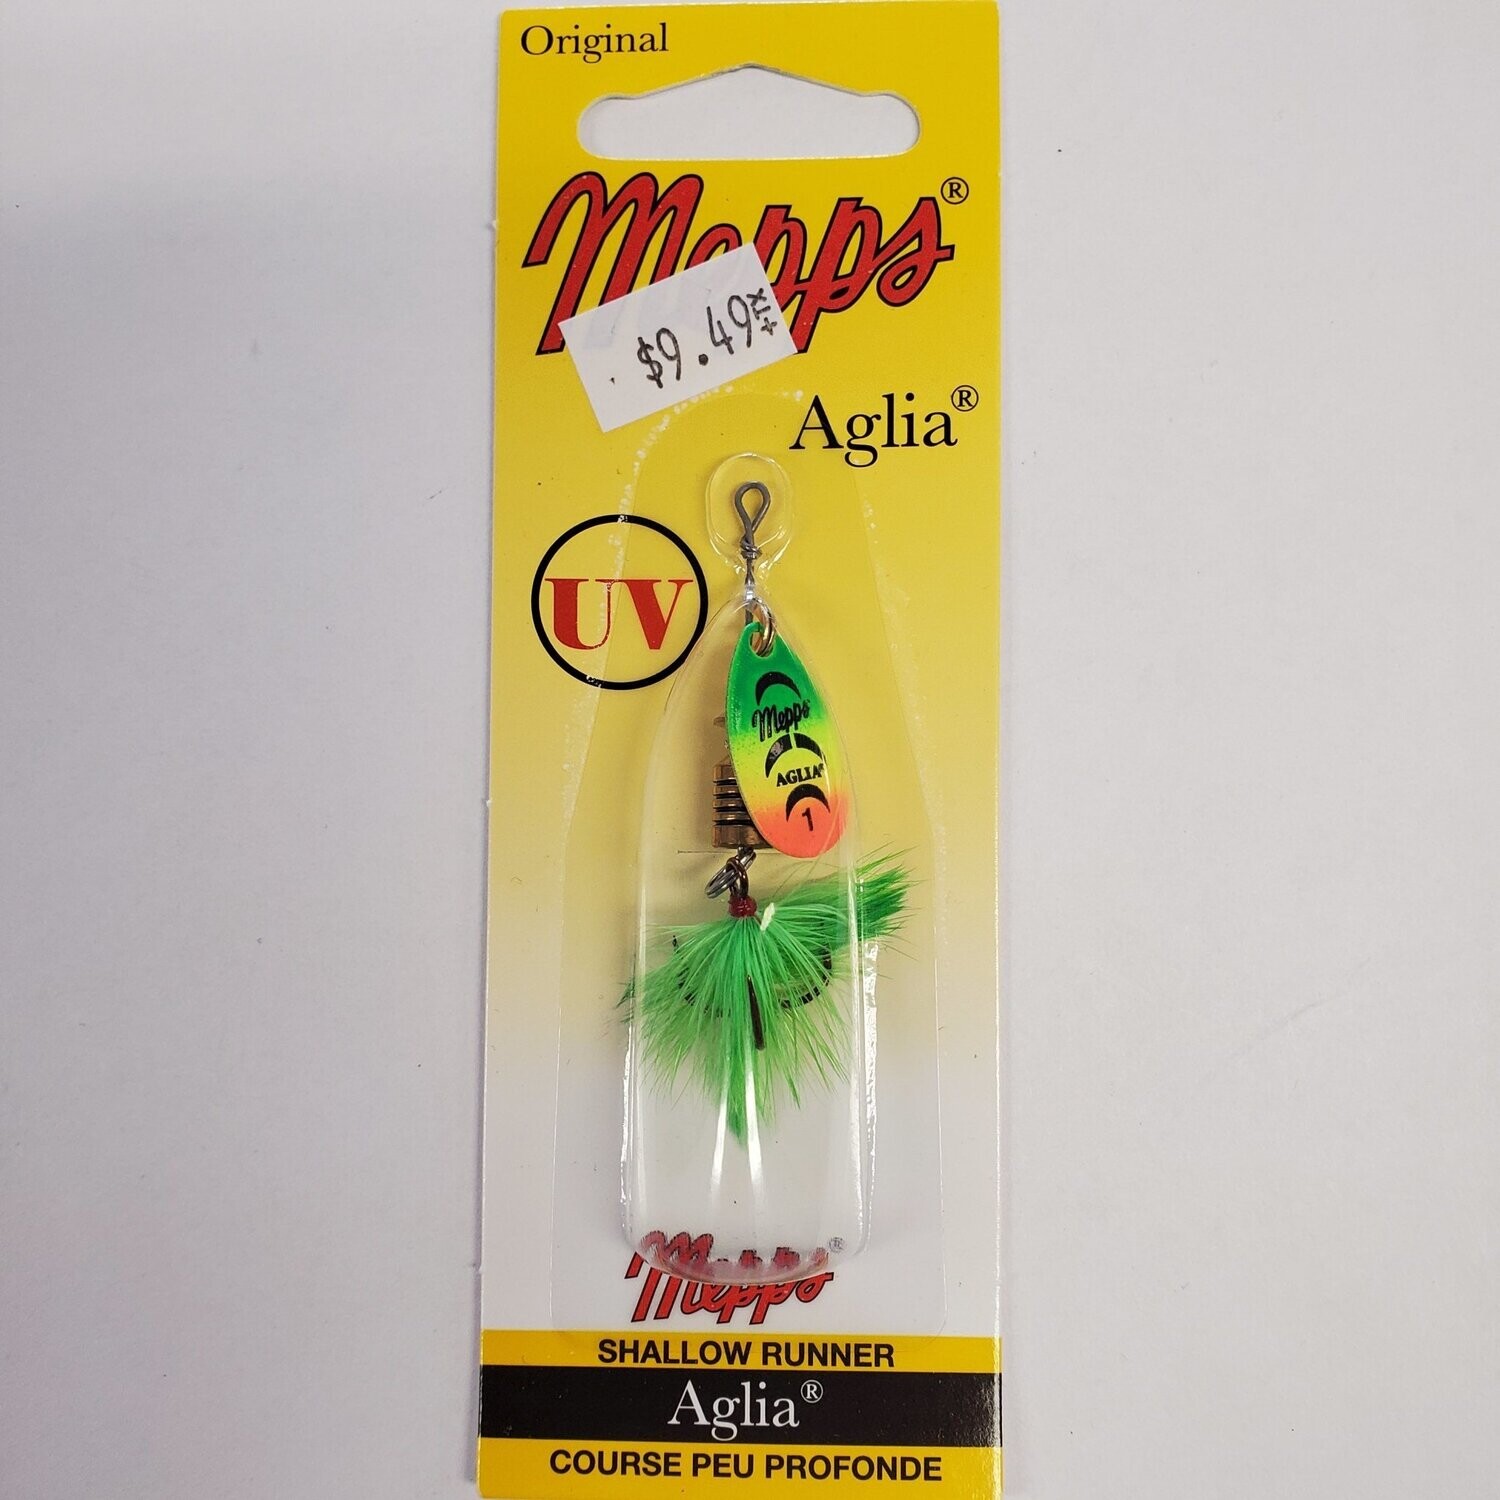 Original
Mepps®
$9.49
Aglia®
UV
Mepps
AGLIA®
1
Mepps®
SHALLOW RUNNER
Aglia®
COURSE PEU PROFONDE